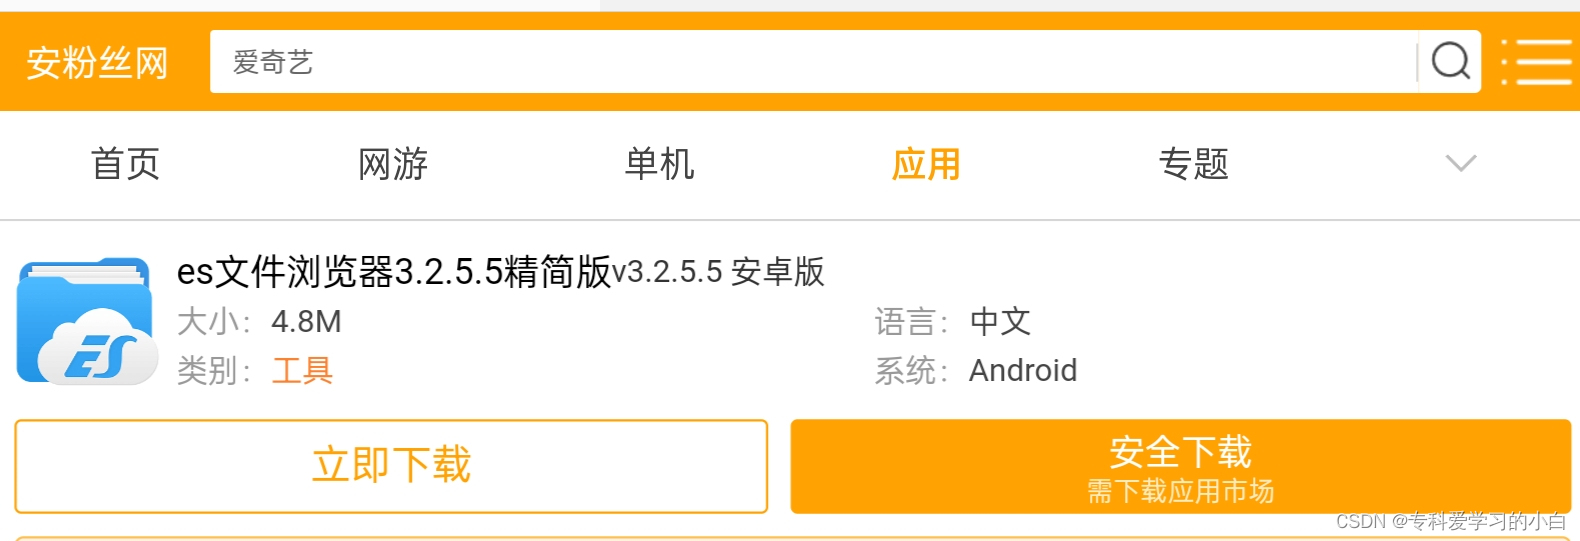 安粉丝网 爱奇艺
首页 网游 单机 应用 专题
es文件浏览器3.2.5.5精简版v3.2.5.5 安卓版
大小： 4.8M 语言： 中文
类别： 工具 系统： Android
ES
立即下载 安全下载
需下载应用市场
CSDN @专科爱学习的小白